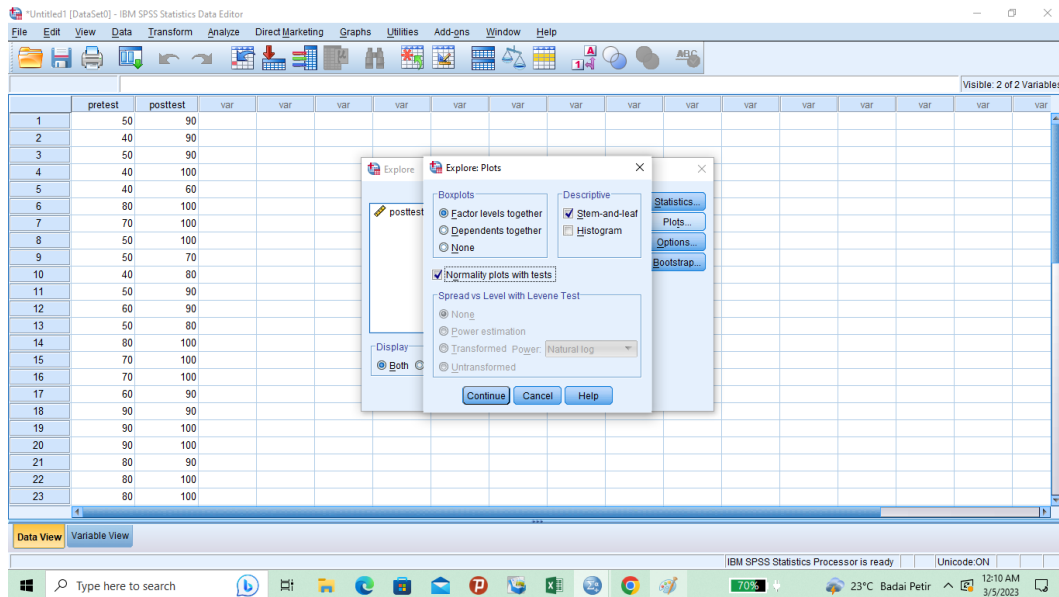 *Untitled1 [DataSet0] - IBM SPSS Statistics Data Editor
File Edit View Data Transform Analyze Direct Marketing Graphs Utilities Add-ons Window Help
Visible: 2 of 2 Variables
pretest posttest var var var var var var var var var var var var var var var
1 50 90
2 40 90
3 50 90
4 40 100
5 40 60
6 80 100
7 70 100
8 50 100
9 50 70
10 40 80
11 50 90
12 60 90
13 50 80
14 80 100
15 70 100
16 70 100
17 60 90
18 90 90
19 90 100
20 90 100
21 80 90
22 80 100
23 80 100
Explore
posttest
Statistics...
Plots...
Options...
Bootstrap...
Display
Both
Explore: Plots
Boxplots
Factor levels together
Dependents together
None
Descriptive
Stem-and-leaf
Histogram
Normality plots with tests
Spread vs Level with Levene Test
None
Power estimation
Transformed Power: Natural log
Untransformed
Continue Cancel Help
Data View Variable View
IBM SPSS Statistics Processor is ready Unicode:ON
Type here to search 70% 23°C Badai Petir 12:10 AM
3/5/2023